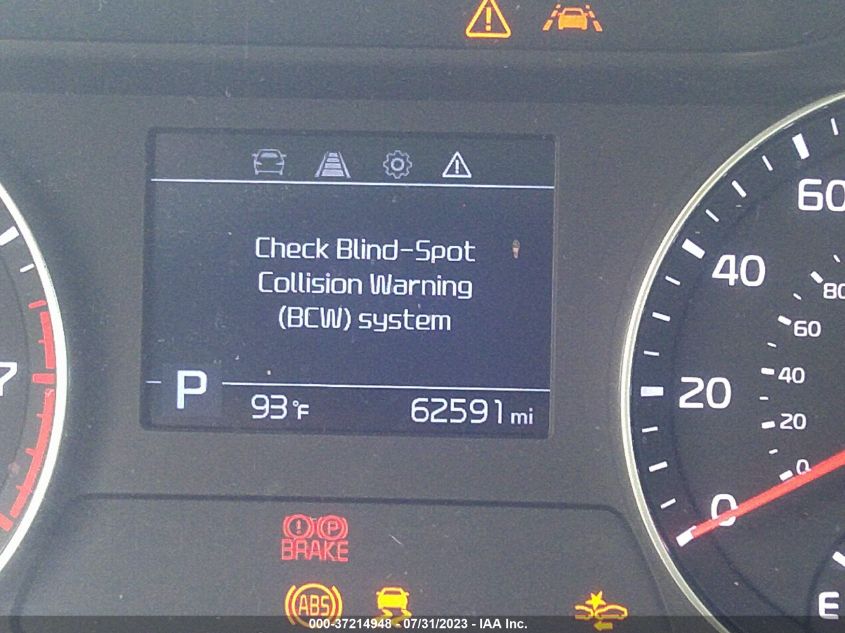 Check Blind-Spot
Collision Warning
(BCW) system
P
93°F
62591 mi
7
60
40
20
0
80
60
40
20
0
E
P
BRAKE
ABS
000-37214948 - 07/31/2023 - IAA Inc.